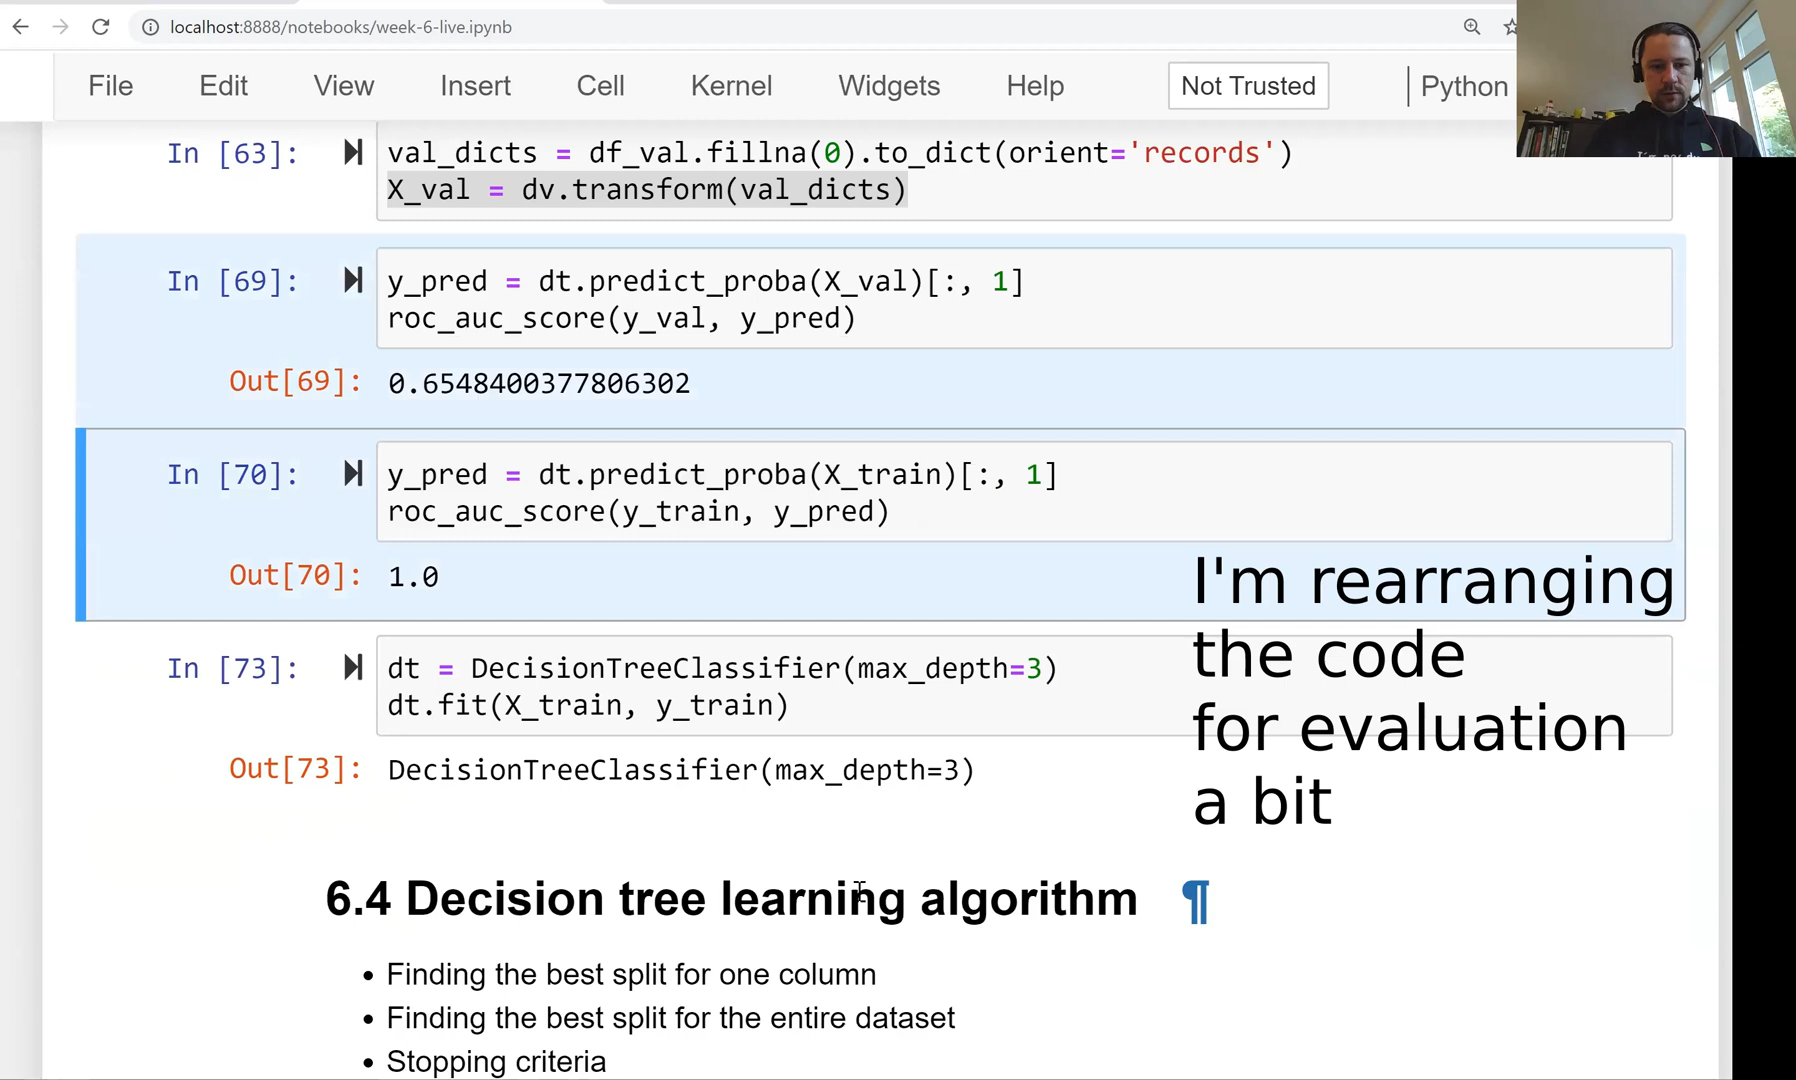 localhost:8888/notebooks/week-6-live.ipynb
File Edit View Insert Cell Kernel Widgets Help Not Trusted Python
In [63]: val_dicts = df_val.fillna(0).to_dict(orient='records')
X_val = dv.transform(val_dicts)
In [69]: y_pred = dt.predict_proba(X_val)[:, 1]
roc_auc_score(y_val, y_pred)
Out[69]: 0.6548400377806302
In [70]: y_pred = dt.predict_proba(X_train)[:, 1]
roc_auc_score(y_train, y_pred)
Out[70]: 1.0
I'm rearranging
the code
for evaluation
a bit
In [73]: dt = DecisionTreeClassifier(max_depth=3)
dt.fit(X_train, y_train)
Out[73]: DecisionTreeClassifier(max_depth=3)
6.4 Decision tree learning algorithm ¶
• Finding the best split for one column
• Finding the best split for the entire dataset
• Stopping criteria